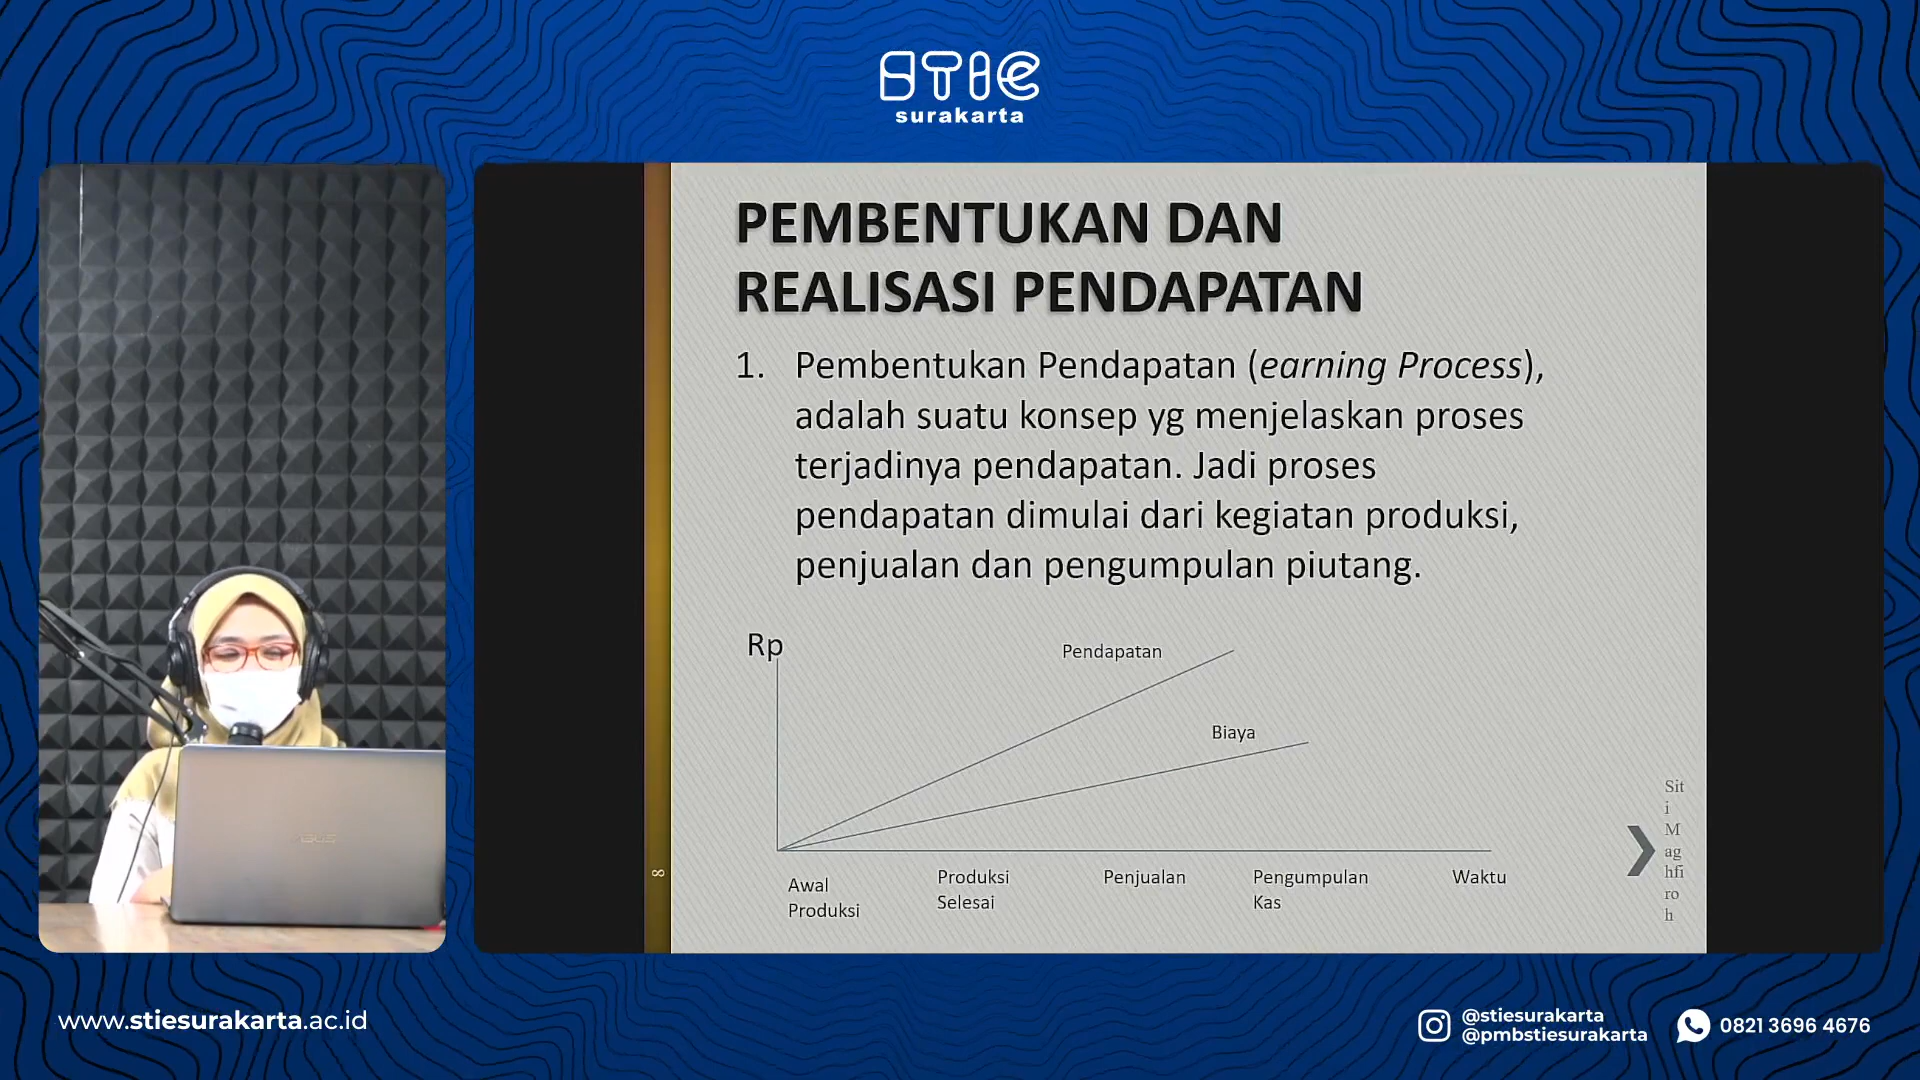 STIE
surakarta
PEMBENTUKAN DAN
REALISASI PENDAPATAN
1. Pembentukan Pendapatan (earning Process),
adalah suatu konsep yg menjelaskan proses
terjadinya pendapatan. Jadi proses
pendapatan dimulai dari kegiatan produksi,
penjualan dan pengumpulan piutang.
Rp
Pendapatan
Biaya
Awal
Produksi
Produksi
Selesai
Penjualan
Pengumpulan
Kas
Waktu
8
Sit
i
M
ag
hfi
ro
h
ASUS
www.stiesurakarta.ac.id
@stiesurakarta
@pmbstiesurakarta
0821 3696 4676